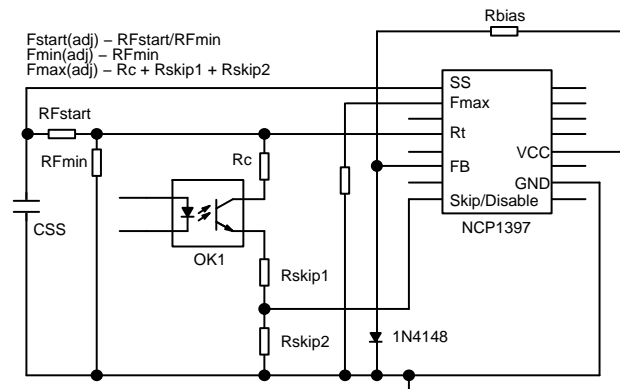 Rbias
Fstart(adj) – RFstart/RFmin
Fmin(adj) – RFmin
Fmax(adj) – Rc + Rskip1 + Rskip2
SS
Fmax
RFstart
Rt
RFmin
Rc
VCC
FB
GND
Skip/Disable
CSS
NCP1397
OK1
Rskip1
Rskip2
1N4148